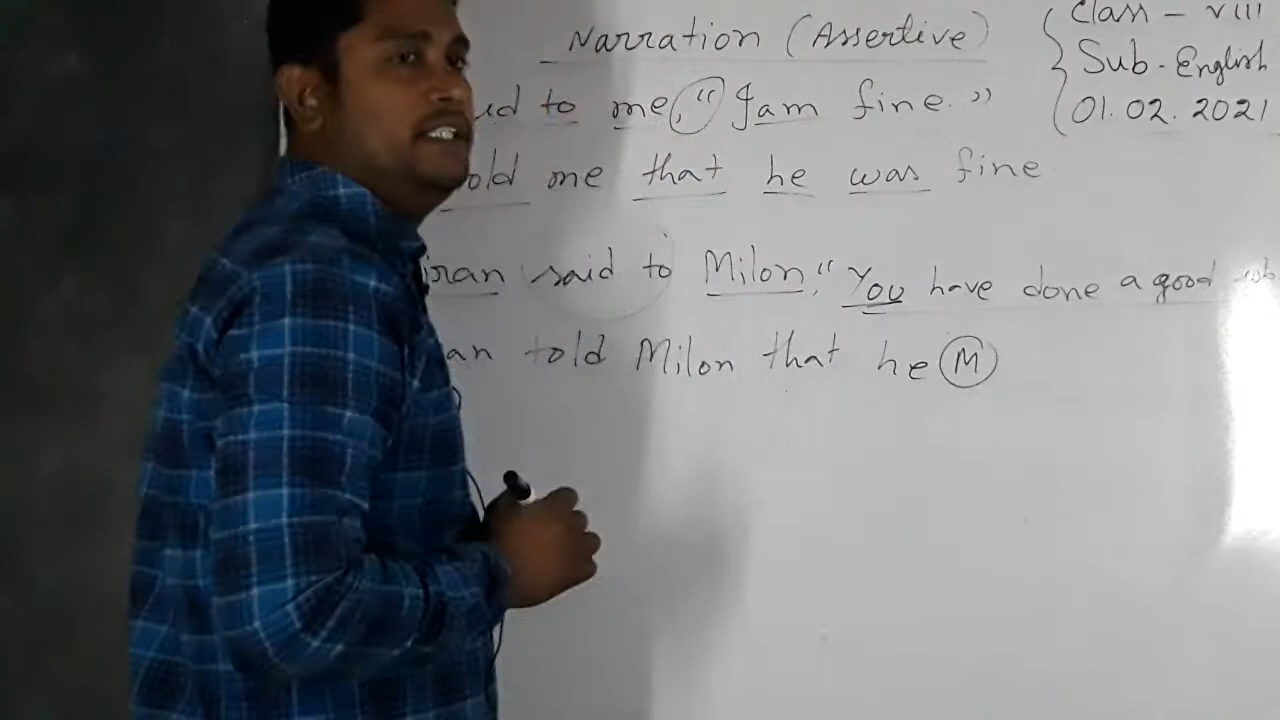 Narration (Assertive)
Class - VIII
Sub - English
01.02.2021
to me, "I am fine."
me that he was fine
said to Milon, "You have done a good
told Milon that he (M)